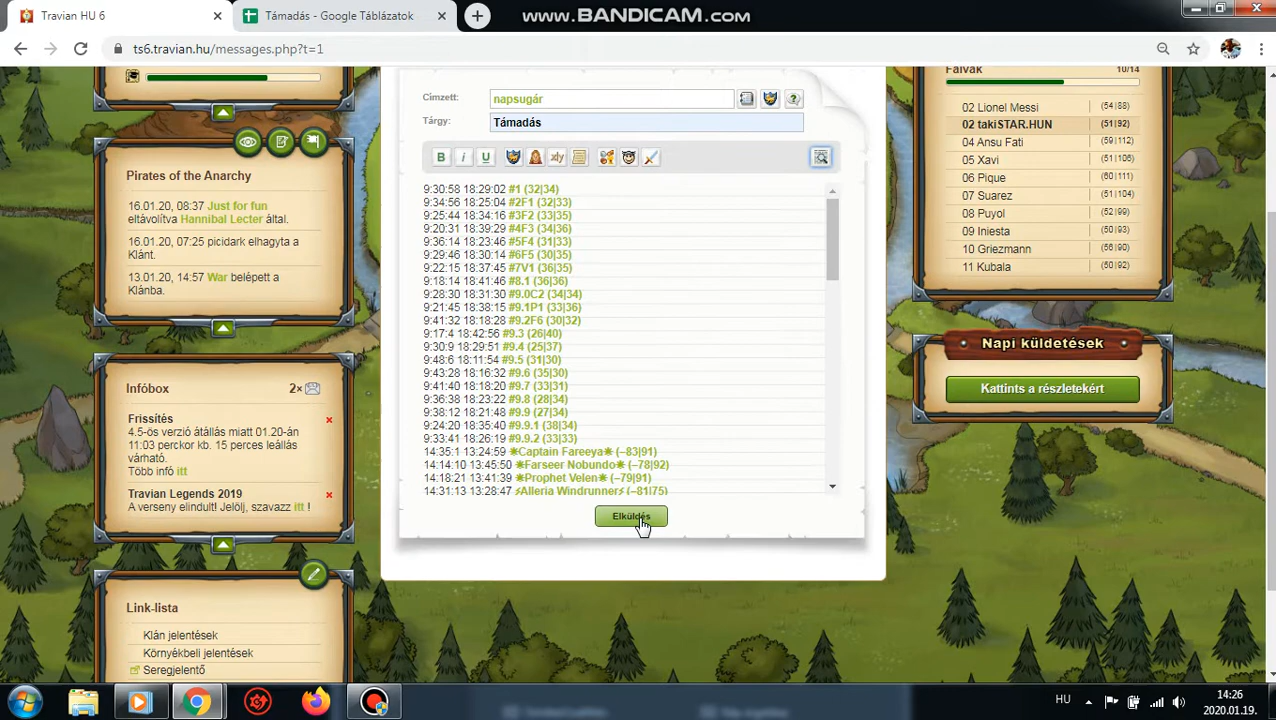 Travian HU 6
Támadás - Google Táblázatok
www.BANDICAM.com
ts6.travian.hu/messages.php?t=1
Pirates of the Anarchy
16.01.20, 08:37 Just for fun
eltávolítva Hannibal Lecter által.
16.01.20, 07:25 picidark elhagyta a
Klánt.
13.01.20, 14:57 War belépett a
Klánba.
Infóbox
2×
Frissítés
4.5-ös verzió átállás miatt 01.20-án
11:03 perckor kb. 15 perces leállás
várható.
Több infó itt
Travian Legends 2019
A verseny elindult! Jelölj, szavazz itt !
Link-lista
Klán jelentések
Környékbeli jelentések
Seregjelentő
Címzett:
napsugár
Tárgy:
Támadás
B i U
9:30:58 18:29:02 #1 (32|34)
9:34:56 18:25:04 #2F1 (32|33)
9:25:44 18:34:16 #3F2 (33|35)
9:20:31 18:39:29 #4F3 (34|36)
9:36:14 18:23:46 #5F4 (31|33)
9:29:46 18:30:14 #6F5 (30|35)
9:22:15 18:37:45 #7V1 (36|35)
9:18:14 18:41:46 #8.1 (36|36)
9:28:30 18:31:30 #9.0C2 (34|34)
9:21:45 18:38:15 #9.1P1 (33|36)
9:41:32 18:18:28 #9.2F6 (30|32)
9:17:4 18:42:56 #9.3 (26|40)
9:30:9 18:29:51 #9.4 (25|37)
9:48:6 18:11:54 #9.5 (31|30)
9:43:28 18:16:32 #9.6 (35|30)
9:41:40 18:18:20 #9.7 (33|31)
9:36:38 18:23:22 #9.8 (28|34)
9:38:12 18:21:48 #9.9 (27|34)
9:24:20 18:35:40 #9.9.1 (38|34)
9:33:41 18:26:19 #9.9.2 (33|33)
14:35:1 13:24:59 ✷Captain Fareeya✷ (−83|91)
14:14:10 13:45:50 ✷Farseer Nobundo✷ (−78|92)
14:18:21 13:41:39 ✷Prophet Velen✷ (−79|91)
14:31:13 13:28:47 ⚡Alleria Windrunner⚡ (−81|75)
Elküldés
Falvak
10/14
02 Lionel Messi (54|88)
02 takiSTAR.HUN (51|92)
04 Ansu Fati (59|112)
05 Xavi (51|106)
06 Pique (60|111)
07 Suarez (51|104)
08 Puyol (52|99)
09 Iniesta (50|93)
10 Griezmann (56|90)
11 Kubala (50|92)
Napi küldetések
Kattints a részletekért
HU
14:26
2020.01.19.